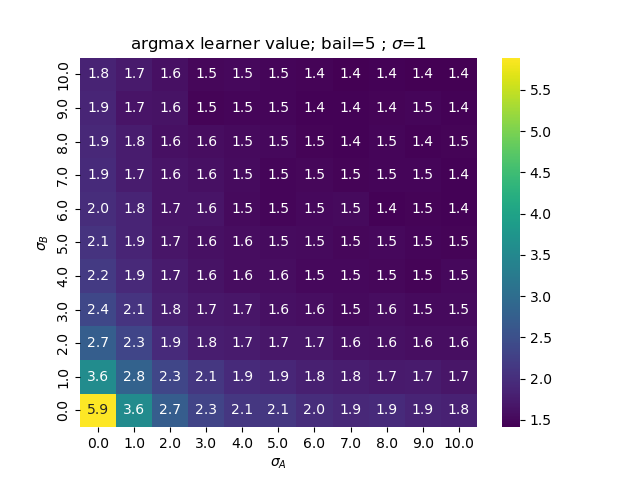 argmax learner value; bail=5 ; σ=1
10.0 1.8 1.7 1.6 1.5 1.5 1.5 1.4 1.4 1.4 1.4 1.4
9.0 1.9 1.7 1.6 1.5 1.5 1.5 1.4 1.4 1.4 1.5 1.4
8.0 1.9 1.8 1.6 1.6 1.5 1.5 1.5 1.4 1.5 1.4 1.5
7.0 1.9 1.7 1.6 1.6 1.5 1.5 1.5 1.5 1.5 1.5 1.4
6.0 2.0 1.8 1.7 1.6 1.5 1.5 1.5 1.5 1.4 1.5 1.4
5.0 2.1 1.9 1.7 1.6 1.6 1.5 1.5 1.5 1.5 1.5 1.5
4.0 2.2 1.9 1.7 1.6 1.6 1.6 1.5 1.5 1.5 1.5 1.5
3.0 2.4 2.1 1.8 1.7 1.7 1.6 1.6 1.5 1.6 1.5 1.5
2.0 2.7 2.3 1.9 1.8 1.7 1.7 1.7 1.6 1.6 1.6 1.6
1.0 3.6 2.8 2.3 2.1 1.9 1.9 1.8 1.8 1.7 1.7 1.7
0.0 5.9 3.6 2.7 2.3 2.1 2.1 2.0 1.9 1.9 1.9 1.8
0.0 1.0 2.0 3.0 4.0 5.0 6.0 7.0 8.0 9.0 10.0
σ_A
σ_B
5.5
5.0
4.5
4.0
3.5
3.0
2.5
2.0
1.5